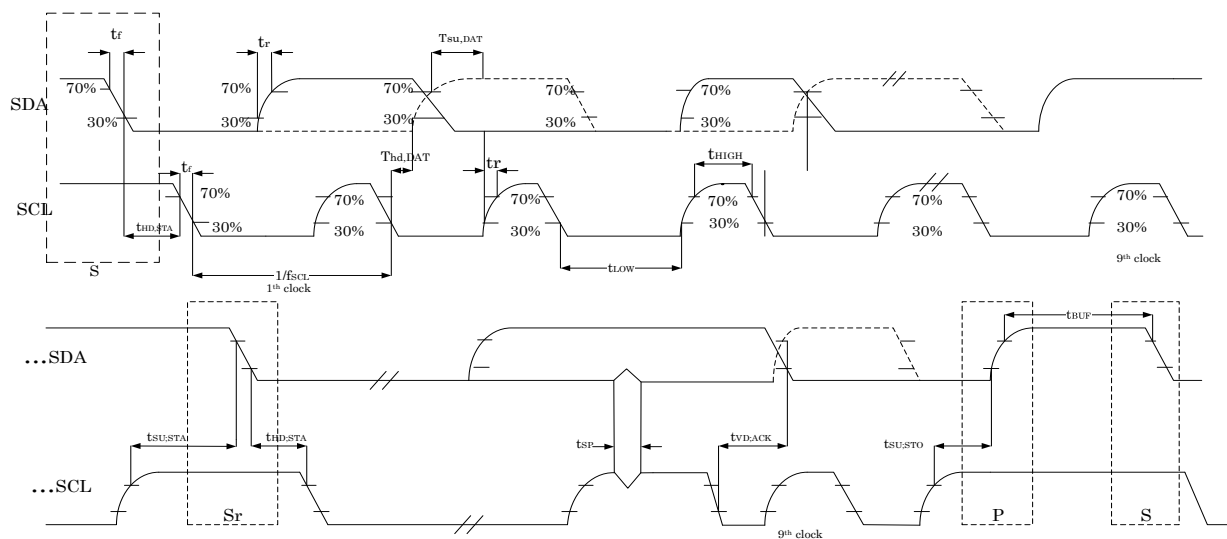 tf
tr
Tsu,DAT
70%
70%
70%
70%
70%
SDA
30%
30%
30%
30%
30%
Thd,DAT
tf
tr
tHIGH
SCL
70%
70%
70%
70%
70%
70%
30%
30%
30%
30%
30%
30%
tHD,STA
S
1/fSCL
1th clock
tLOW
9th clock
...SDA
tBUF
tSU;STA
tHD;STA
tSP
tVD;ACK
tSU;STO
...SCL
Sr
9th clock
P
S